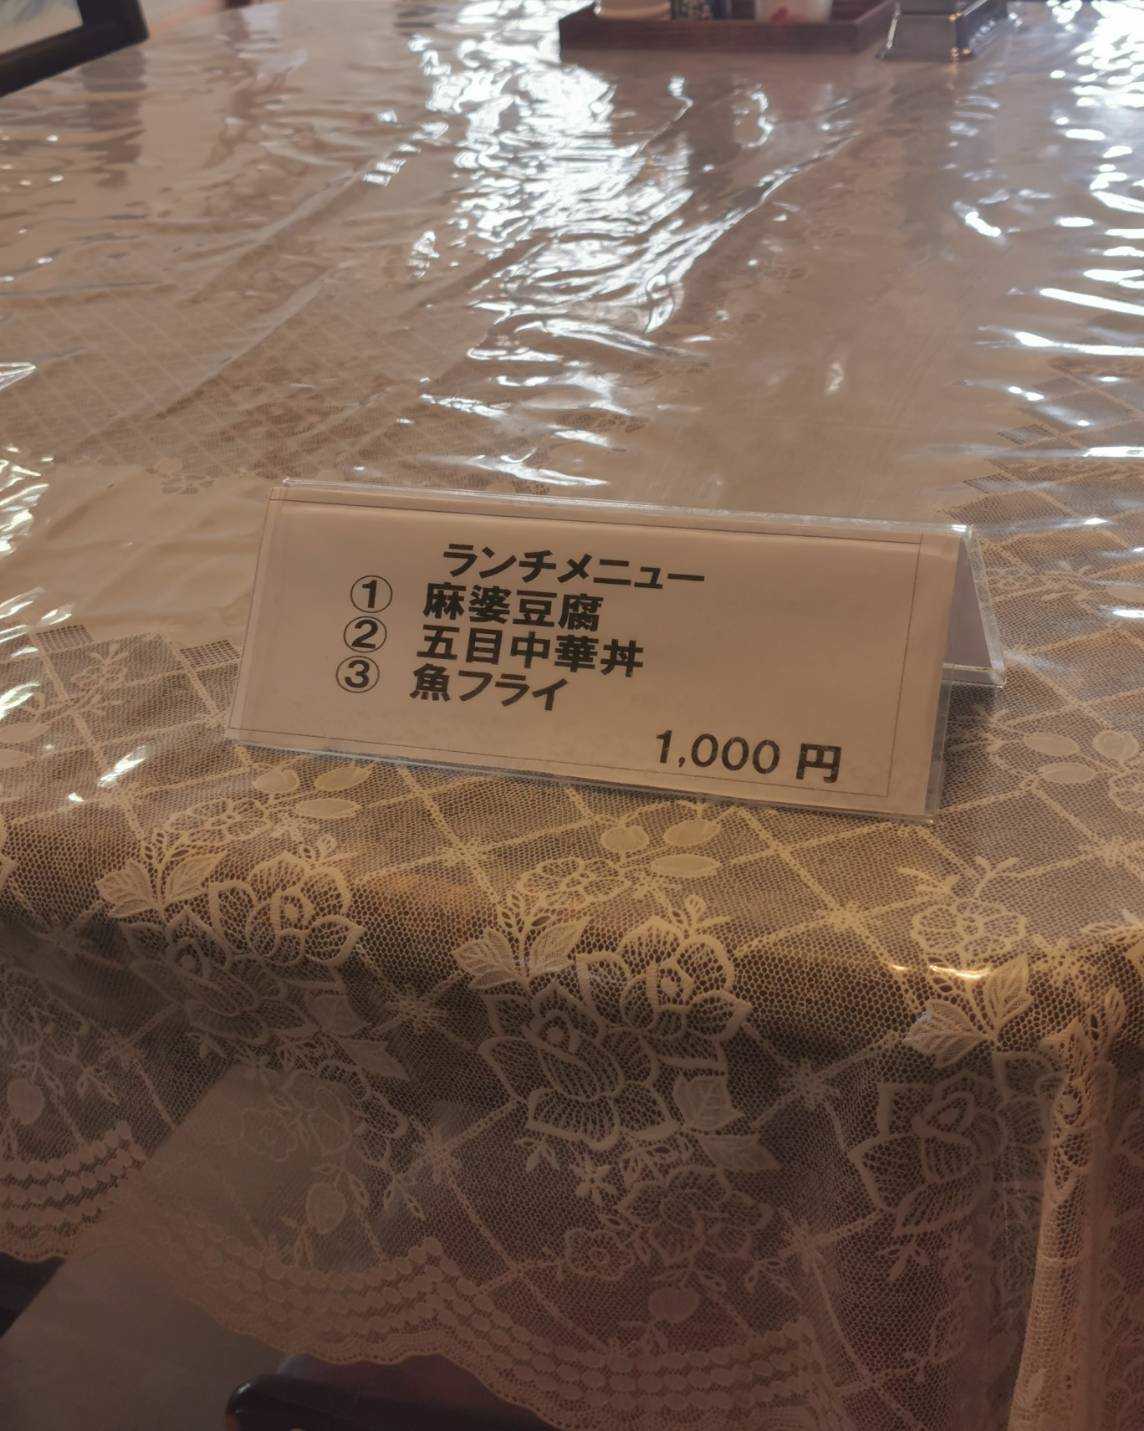 ランチメニュー
① 麻婆豆腐
② 五目中華丼
③ 魚フライ
1,000 円